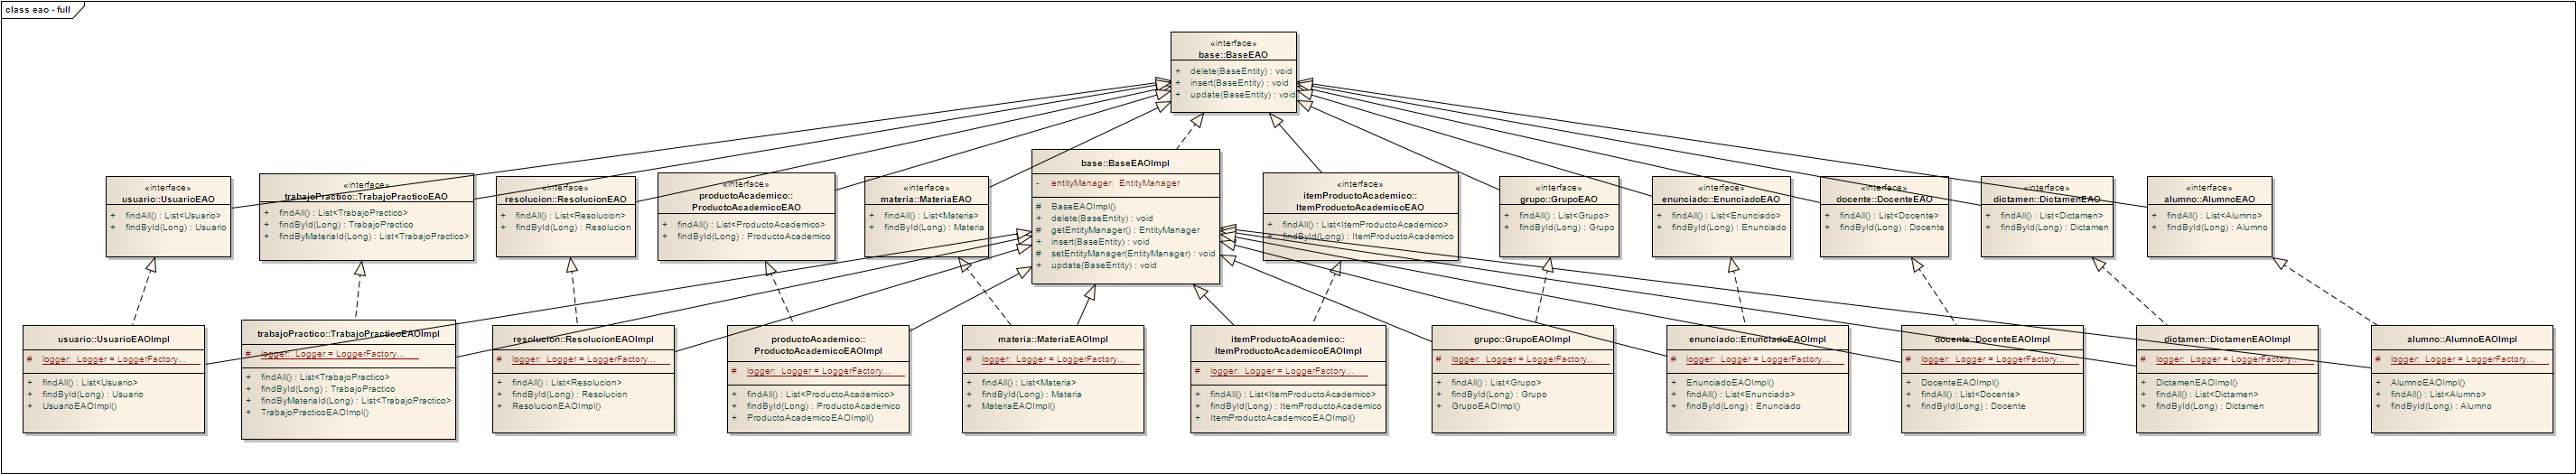 class eao - full
«interface»
base::BaseEAO
+ delete(BaseEntity) : void
+ insert(BaseEntity) : void
+ update(BaseEntity) : void
base::BaseEAOImpl
- entityManager: EntityManager
# BaseEAOImpl()
+ delete(BaseEntity) : void
# getEntityManager() : EntityManager
+ insert(BaseEntity) : void
# setEntityManager(EntityManager) : void
+ update(BaseEntity) : void
«interface»
usuario::UsuarioEAO
+ findAll() : List<Usuario>
+ findById(Long) : Usuario
«interface»
trabajoPractico::TrabajoPracticoEAO
+ findAll() : List<TrabajoPractico>
+ findById(Long) : TrabajoPractico
+ findByMateriaId(Long) : List<TrabajoPractico>
«interface»
resolucion::ResolucionEAO
+ findAll() : List<Resolucion>
+ findById(Long) : Resolucion
«interface»
productoAcademico::
ProductoAcademicoEAO
+ findAll() : List<ProductoAcademico>
+ findById(Long) : ProductoAcademico
«interface»
materia::MateriaEAO
+ findAll() : List<Materia>
+ findById(Long) : Materia
«interface»
itemProductoAcademico::
ItemProductoAcademicoEAO
+ findAll() : List<ItemProductoAcademico>
+ findById(Long) : ItemProductoAcademico
«interface»
grupo::GrupoEAO
+ findAll() : List<Grupo>
+ findById(Long) : Grupo
«interface»
enunciado::EnunciadoEAO
+ findAll() : List<Enunciado>
+ findById(Long) : Enunciado
«interface»
docente::DocenteEAO
+ findAll() : List<Docente>
+ findById(Long) : Docente
«interface»
dictamen::DictamenEAO
+ findAll() : List<Dictamen>
+ findById(Long) : Dictamen
«interface»
alumno::AlumnoEAO
+ findAll() : List<Alumno>
+ findById(Long) : Alumno
usuario::UsuarioEAOImpl
# logger: Logger = LoggerFactory...
+ findAll() : List<Usuario>
+ findById(Long) : Usuario
+ UsuarioEAOImpl()
trabajoPractico::TrabajoPracticoEAOImpl
# logger: Logger = LoggerFactory...
+ findAll() : List<TrabajoPractico>
+ findById(Long) : TrabajoPractico
+ findByMateriaId(Long) : List<TrabajoPractico>
+ TrabajoPracticoEAOImpl()
resolucion::ResolucionEAOImpl
# logger: Logger = LoggerFactory...
+ findAll() : List<Resolucion>
+ findById(Long) : Resolucion
+ ResolucionEAOImpl()
productoAcademico::
ProductoAcademicoEAOImpl
# logger: Logger = LoggerFactory...
+ findAll() : List<ProductoAcademico>
+ findById(Long) : ProductoAcademico
+ ProductoAcademicoEAOImpl()
materia::MateriaEAOImpl
# logger: Logger = LoggerFactory...
+ findAll() : List<Materia>
+ findById(Long) : Materia
+ MateriaEAOImpl()
itemProductoAcademico::
ItemProductoAcademicoEAOImpl
# logger: Logger = LoggerFactory...
+ findAll() : List<ItemProductoAcademico>
+ findById(Long) : ItemProductoAcademico
+ ItemProductoAcademicoEAOImpl()
grupo::GrupoEAOImpl
# logger: Logger = LoggerFactory...
+ findAll() : List<Grupo>
+ findById(Long) : Grupo
+ GrupoEAOImpl()
enunciado::EnunciadoEAOImpl
# logger: Logger = LoggerFactory...
+ EnunciadoEAOImpl()
+ findAll() : List<Enunciado>
+ findById(Long) : Enunciado
docente::DocenteEAOImpl
# logger: Logger = LoggerFactory...
+ DocenteEAOImpl()
+ findAll() : List<Docente>
+ findById(Long) : Docente
dictamen::DictamenEAOImpl
# logger: Logger = LoggerFactory...
+ DictamenEAOImpl()
+ findAll() : List<Dictamen>
+ findById(Long) : Dictamen
alumno::AlumnoEAOImpl
# logger: Logger = LoggerFactory...
+ AlumnoEAOImpl()
+ findAll() : List<Alumno>
+ findById(Long) : Alumno